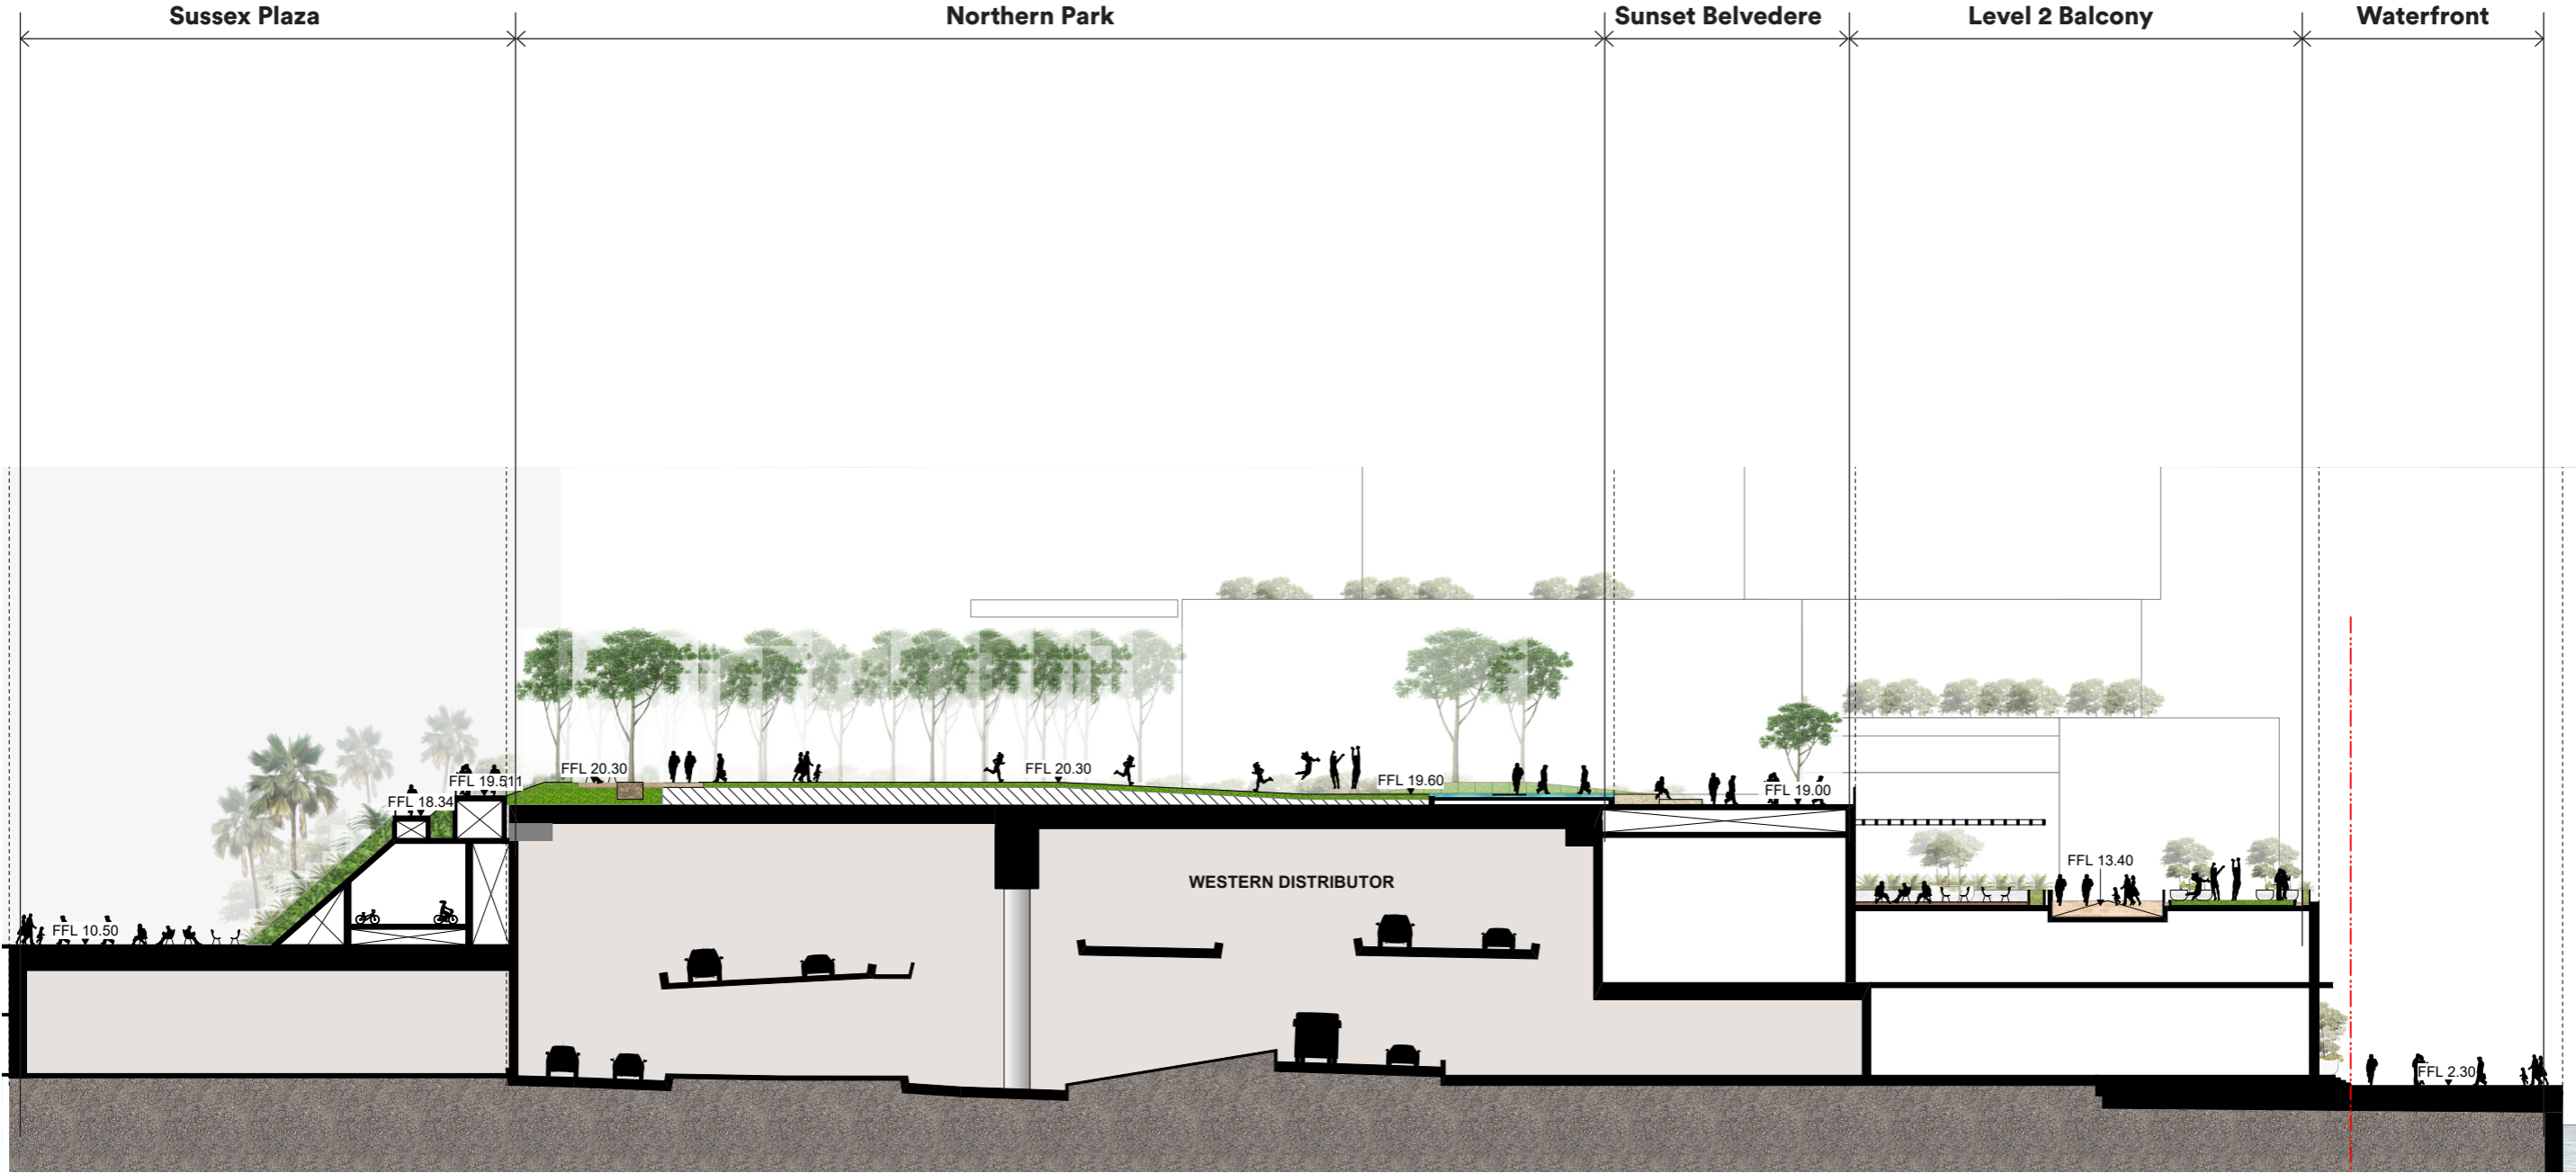 Sussex Plaza
Northern Park
Sunset Belvedere
Level 2 Balcony
Waterfront
FFL 10.50
FFL 18.34
FFL 19.511
FFL 20.30
FFL 20.30
FFL 19.60
FFL 19.00
FFL 13.40
WESTERN DISTRIBUTOR
FFL 2.30